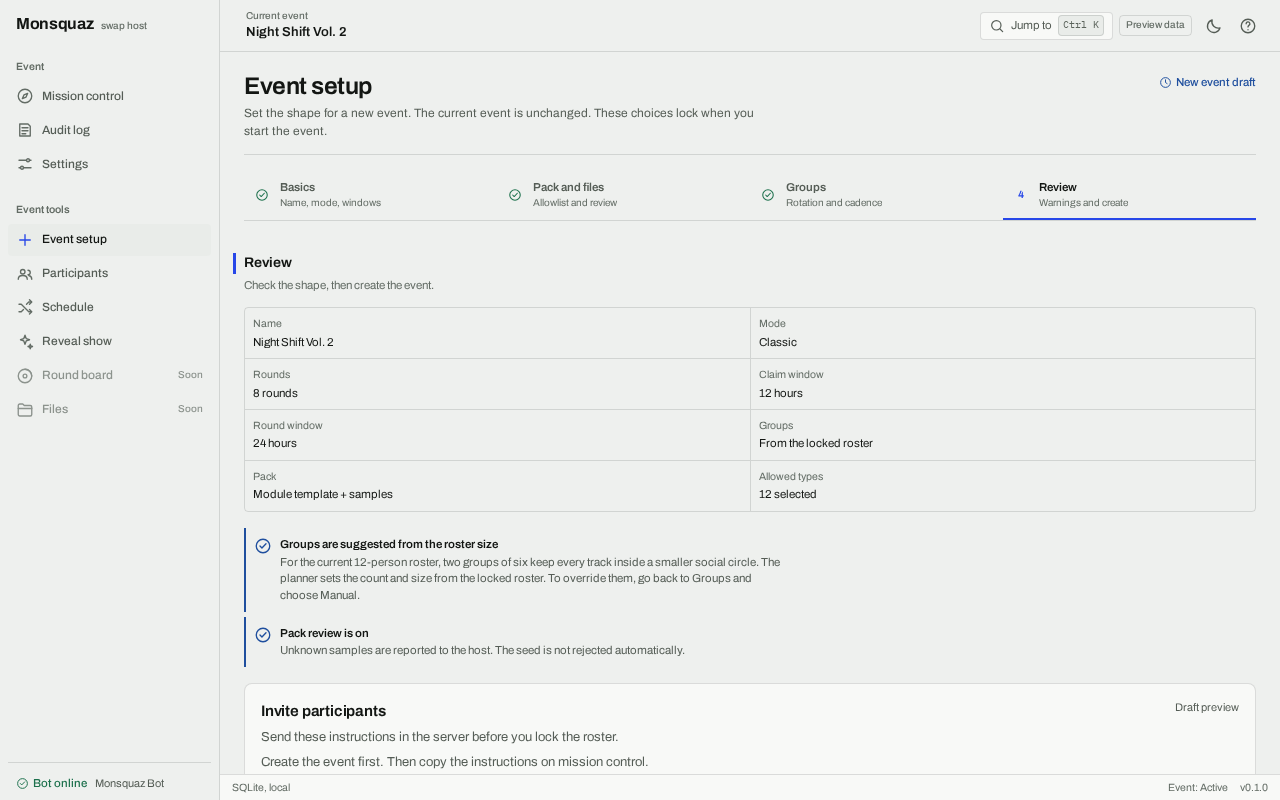 Monsquaz swap host
Event
Mission control
Audit log
Settings
Event tools
Event setup
Participants
Schedule
Reveal show
Round board Soon
Files Soon
Bot online Monsquaz Bot
Current event
Night Shift Vol. 2
Jump to Ctrl K
Preview data
Event setup
New event draft
Set the shape for a new event. The current event is unchanged. These choices lock when you
start the event.
Basics
Name, mode, windows
Pack and files
Allowlist and review
Groups
Rotation and cadence
4
Review
Warnings and create
Review
Check the shape, then create the event.
Name
Night Shift Vol. 2
Mode
Classic
Rounds
8 rounds
Claim window
12 hours
Round window
24 hours
Groups
From the locked roster
Pack
Module template + samples
Allowed types
12 selected
Groups are suggested from the roster size
For the current 12-person roster, two groups of six keep every track inside a smaller social circle. The
planner sets the count and size from the locked roster. To override them, go back to Groups and
choose Manual.
Pack review is on
Unknown samples are reported to the host. The seed is not rejected automatically.
Invite participants
Draft preview
Send these instructions in the server before you lock the roster.
Create the event first. Then copy the instructions on mission control.
SQLite, local
Event: Active v0.1.0